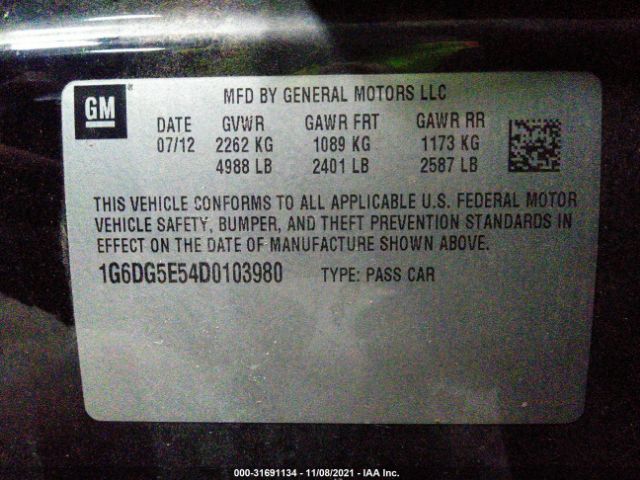 GM
MFD BY GENERAL MOTORS LLC
DATE GVWR GAWR FRT GAWR RR
07/12 2262 KG 1089 KG 1173 KG
4988 LB 2401 LB 2587 LB
THIS VEHICLE CONFORMS TO ALL APPLICABLE U.S. FEDERAL MOTOR
VEHICLE SAFETY, BUMPER, AND THEFT PREVENTION STANDARDS IN
EFFECT ON THE DATE OF MANUFACTURE SHOWN ABOVE.
1G6DG5E54D0103980 TYPE: PASS CAR
000-31691134 - 11/08/2021 - IAA Inc.